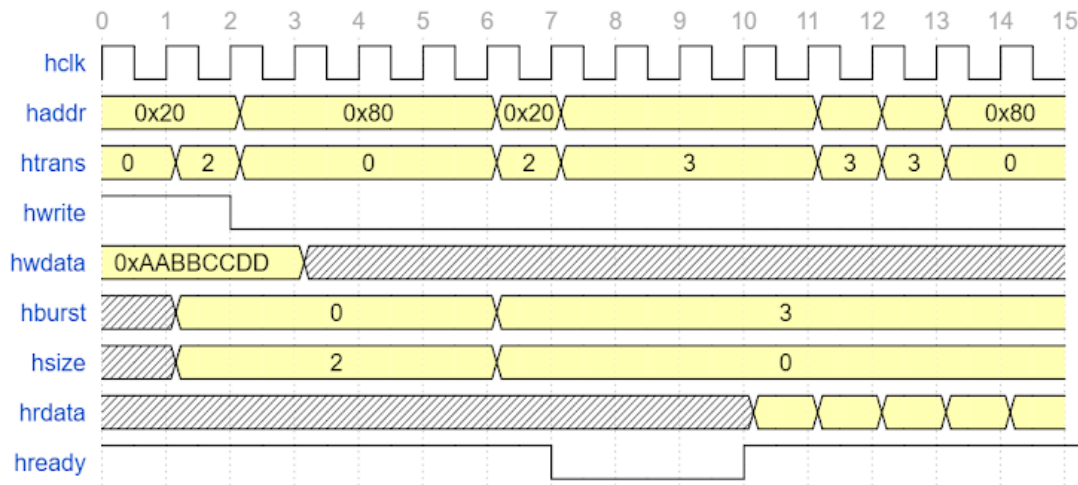 0 1 2 3 4 5 6 7 8 9 10 11 12 13 14 15
hclk
haddr 0x20 0x80 0x20 0x80
htrans 0 2 0 2 3 3 3 0
hwrite
hwdata 0xAABBCCDD
hburst 0 3
hsize 2 0
hrdata
hready